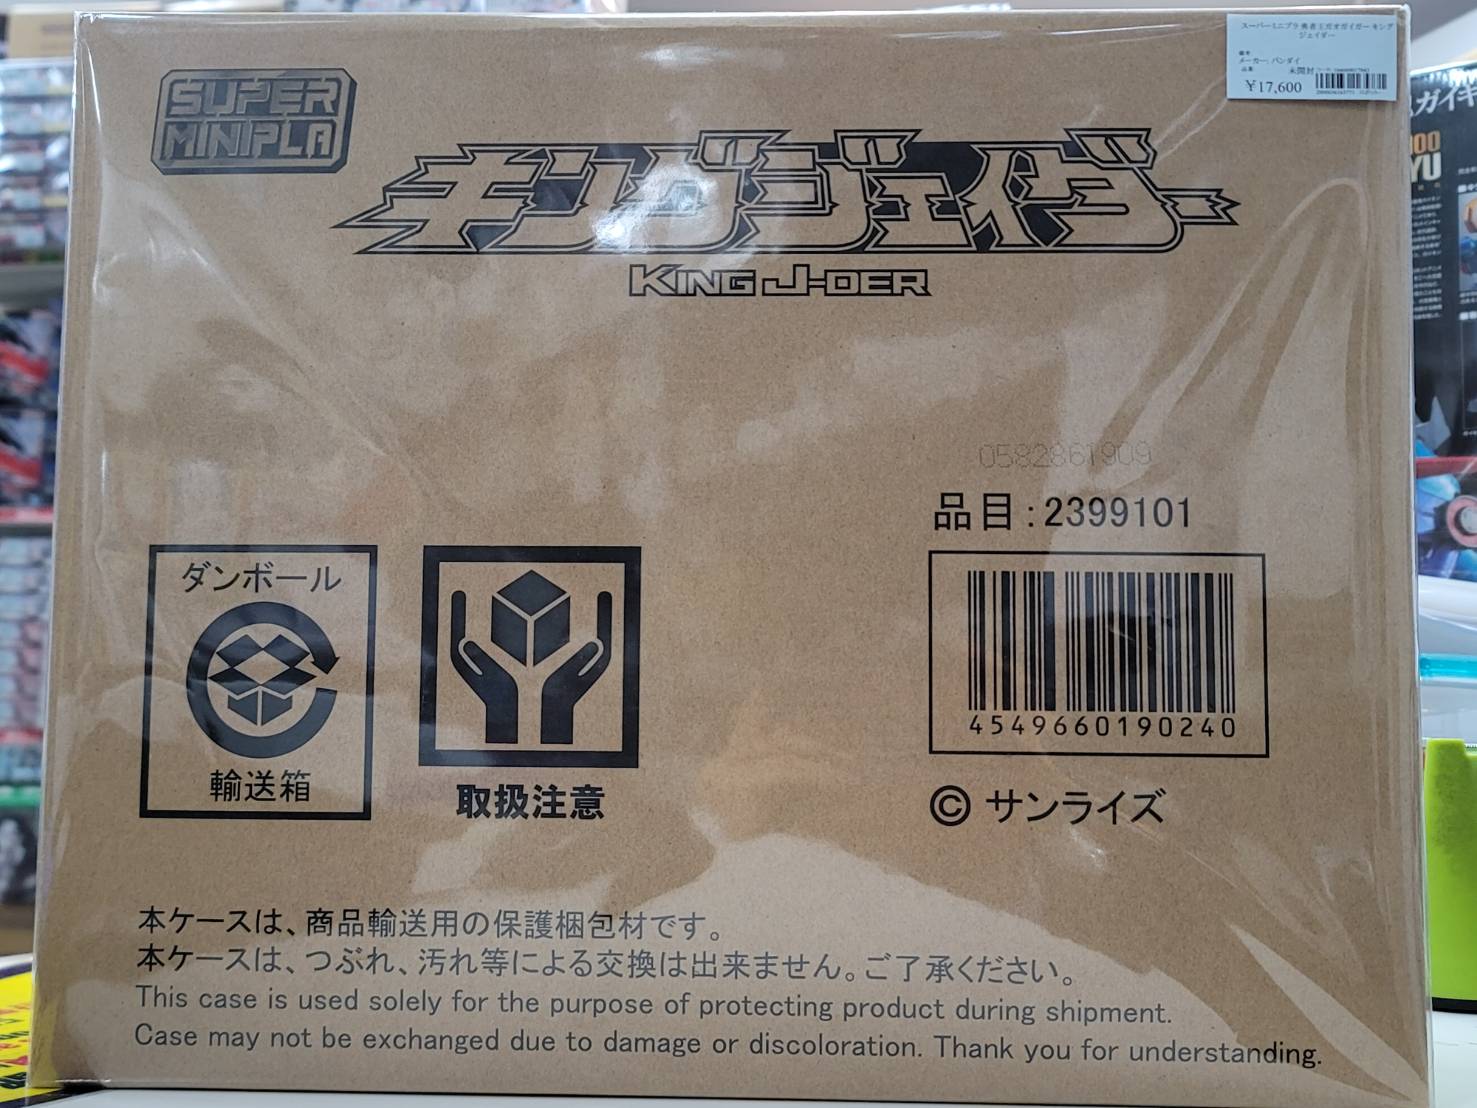 スーパーミニプラ 勇者王ガオガイガー キング
ジェイダー
備考:
メーカー: バンダイ
品集:
未開封
¥17,600
SUPER
MINIPLA
キングジェイダー
KING J-DER
0582861909
品目:2399101
4549660190240
ダンボール
輸送箱
取扱注意
© サンライズ
本ケースは、商品輸送用の保護梱包材です。
本ケースは、つぶれ、汚れ等による交換は出来ません。ご了承ください。
This case is used solely for the purpose of protecting product during shipment.
Case may not be exchanged due to damage or discoloration. Thank you for understanding.